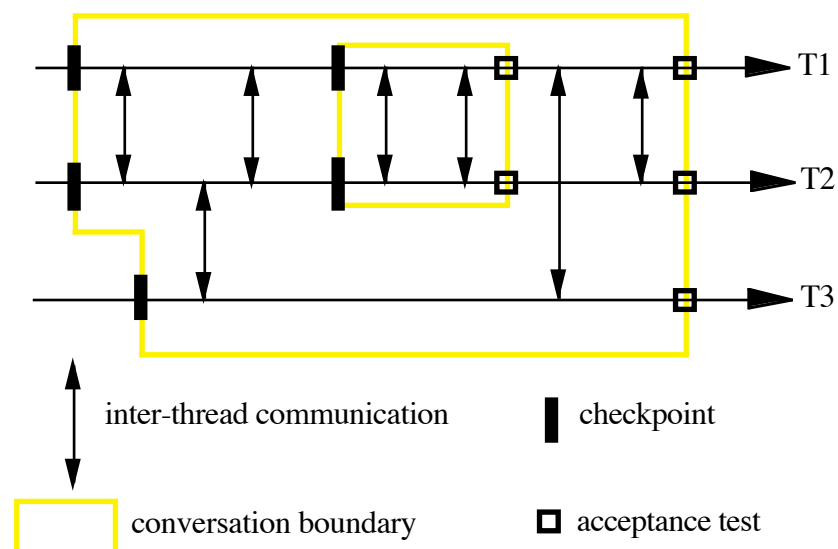 T1
T2
T3
inter-thread communication
checkpoint
conversation boundary
acceptance test